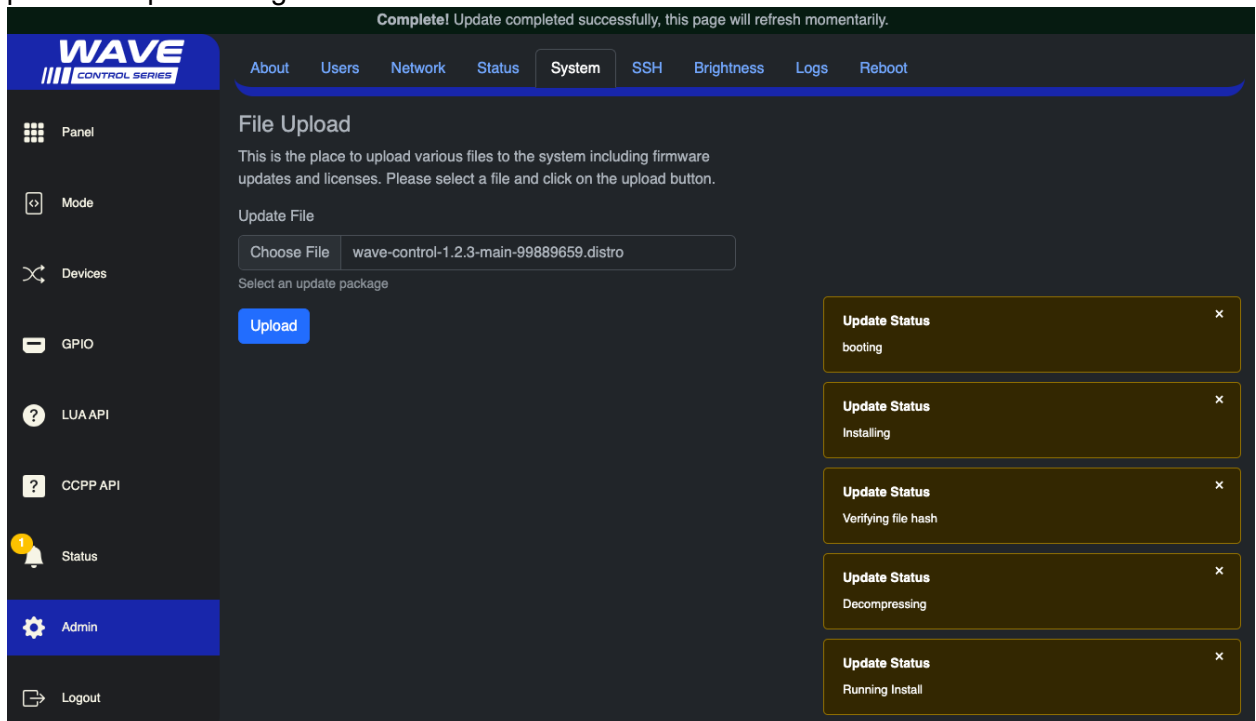 Complete! Update completed successfully, this page will refresh momentarily.
WAVE
CONTROL SERIES
About Users Network Status System SSH Brightness Logs Reboot
Panel
Mode
Devices
GPIO
LUA API
CCPP API
1
Status
Admin
Logout
File Upload
This is the place to upload various files to the system including firmware
updates and licenses. Please select a file and click on the upload button.
Update File
Choose File wave-control-1.2.3-main-99889659.distro
Select an update package
Upload
Update Status ×
booting
Update Status ×
Installing
Update Status ×
Verifying file hash
Update Status ×
Decompressing
Update Status ×
Running Install